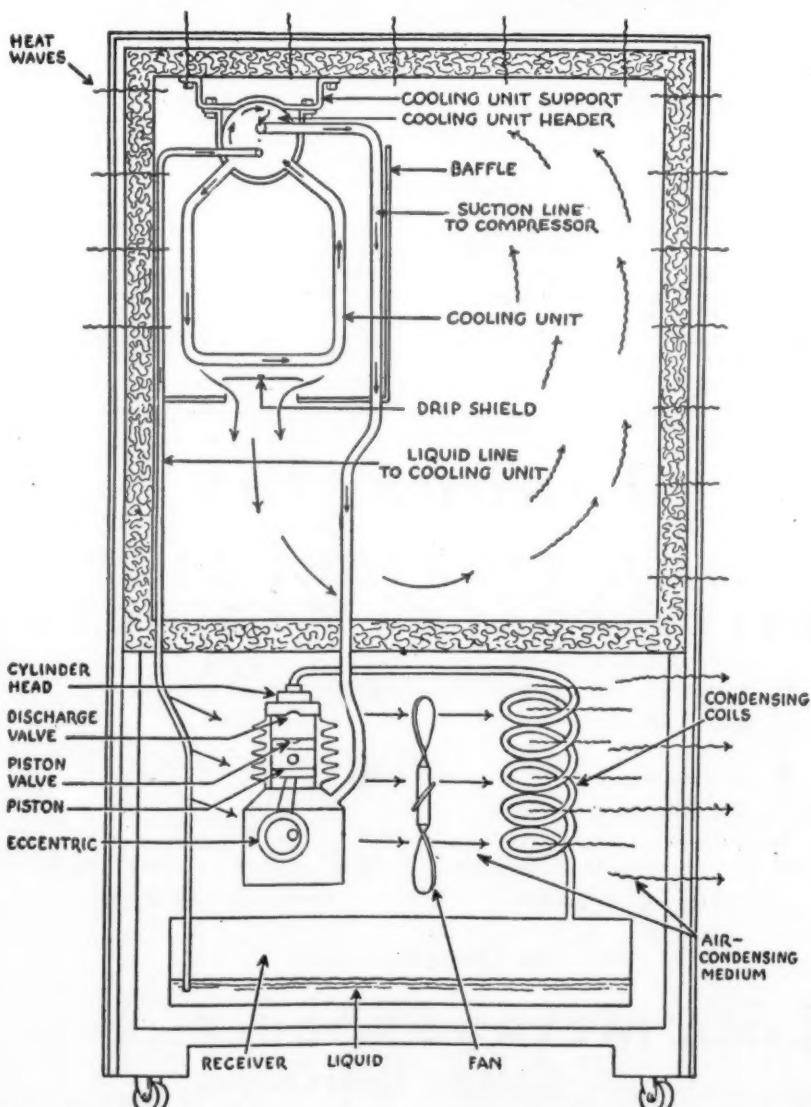 HEAT
WAVES
COOLING UNIT SUPPORT
COOLING UNIT HEADER
BAFFLE
SUCTION LINE
TO COMPRESSOR
COOLING UNIT
DRIP SHIELD
LIQUID LINE
TO COOLING UNIT
CYLINDER
HEAD
DISCHARGE
VALVE
PISTON
VALVE
PISTON
ECCENTRIC
CONDENSING
COILS
AIR-
CONDENSING
MEDIUM
RECEIVER
LIQUID
FAN